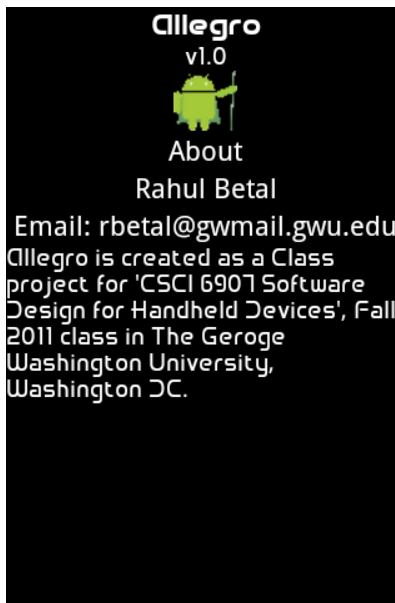 Allegro
v1.0
About
Rahul Betal
Email: rbetal@gwmail.gwu.edu
Allegro is created as a Class
project for 'CSCI 6907 Software
Design for Handheld Devices', Fall
2011 class in The Geroge
Washington University,
Washington DC.